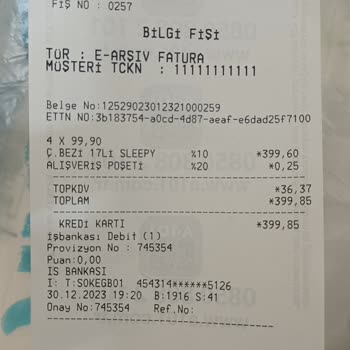 FİŞ NO : 0257
BİLGİ FİŞİ
TÜR : E-ARŞİV FATURA
MÜŞTERİ TCKN : 11111111111
Belge No:12529023012321000259
ETTN NO:3b183754-a0cd-4d87-aeaf-e6dad25f7100
4 X 99,90
Ç.BEZİ 17Lİ SLEEPY %10 *399,60
ALIŞVERİŞ POŞETİ %20 *0,25
TOPKDV *36,37
TOPLAM *399,85
KREDİ KARTI *399,85
İşbankası Debit (1)
Provizyon No : 745354
Puan:0,00
IS BANKASI
I: T:SOKEGB01 454314******5126
30.12.2023 19:20 B:1916 S:41
Onay No:745354 Ref.No: